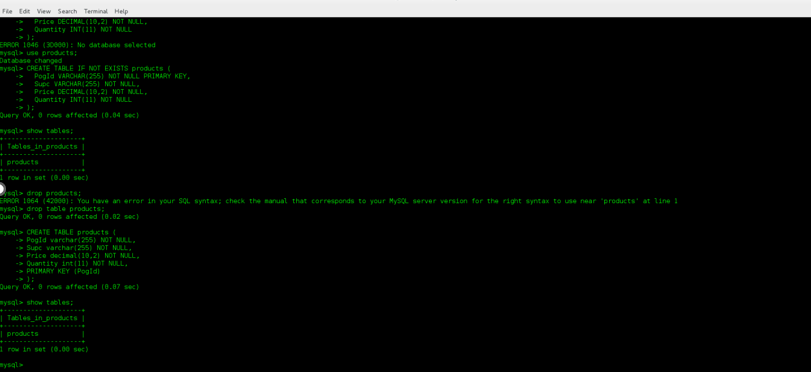 File Edit View Search Terminal Help
    -> Price DECIMAL(10,2) NOT NULL,
    -> Quantity INT(11) NOT NULL
    -> );
ERROR 1046 (3D000): No database selected
mysql> use products;
Database changed
mysql> CREATE TABLE IF NOT EXISTS products (
    -> PogId VARCHAR(255) NOT NULL PRIMARY KEY,
    -> Supc VARCHAR(255) NOT NULL,
    -> Price DECIMAL(10,2) NOT NULL,
    -> Quantity INT(11) NOT NULL
    -> );
Query OK, 0 rows affected (0.04 sec)
mysql> show tables;
+--------------------+
| Tables_in_products |
+--------------------+
| products |
+--------------------+
1 row in set (0.00 sec)
mysql> drop products;
ERROR 1064 (42000): You have an error in your SQL syntax; check the manual that corresponds to your MySQL server version for the right syntax to use near 'products' at line 1
mysql> drop table products;
Query OK, 0 rows affected (0.02 sec)
mysql> CREATE TABLE products (
    -> PogId varchar(255) NOT NULL,
    -> Supc varchar(255) NOT NULL,
    -> Price decimal(10,2) NOT NULL,
    -> Quantity int(11) NOT NULL,
    -> PRIMARY KEY (PogId)
    -> );
Query OK, 0 rows affected (0.07 sec)
mysql> show tables;
+--------------------+
| Tables_in_products |
+--------------------+
| products |
+--------------------+
1 row in set (0.00 sec)
mysql>